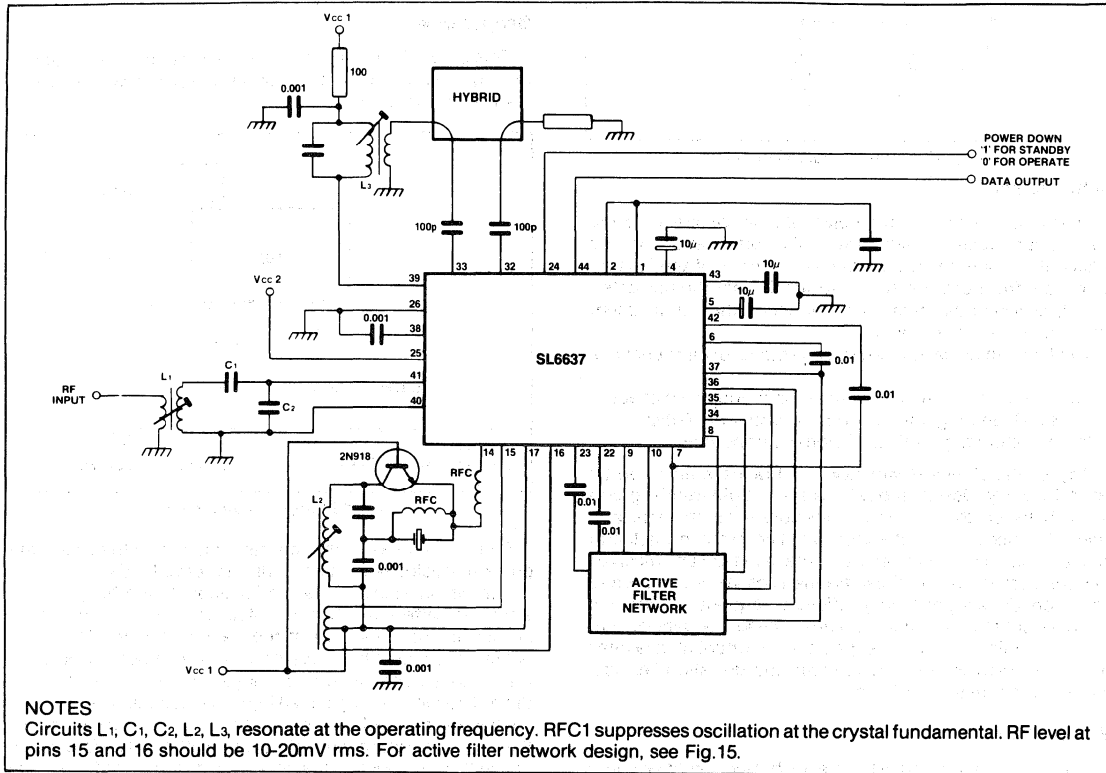 Vcc 1
100
0.001
HYBRID
L3
POWER DOWN
'1' FOR STANDBY
'0' FOR OPERATE
DATA OUTPUT
100p
100p
10μ
33
32
24
44
2
1
4
39
43
10μ
Vcc 2
26
5
10μ
0.001
38
42
25
6
0.01
SL6637
37
C1
41
36
0.01
L1
35
RF
INPUT
C2
40
34
8
2N918
14
15
17
16
23
22
9
10
7
RFC
L2
RFC
0.01
0.01
0.001
ACTIVE
FILTER
NETWORK
Vcc 1
0.001
NOTES
Circuits L1, C1, C2, L2, L3, resonate at the operating frequency. RFC1 suppresses oscillation at the crystal fundamental. RF level at
pins 15 and 16 should be 10-20mV rms. For active filter network design, see Fig.15.